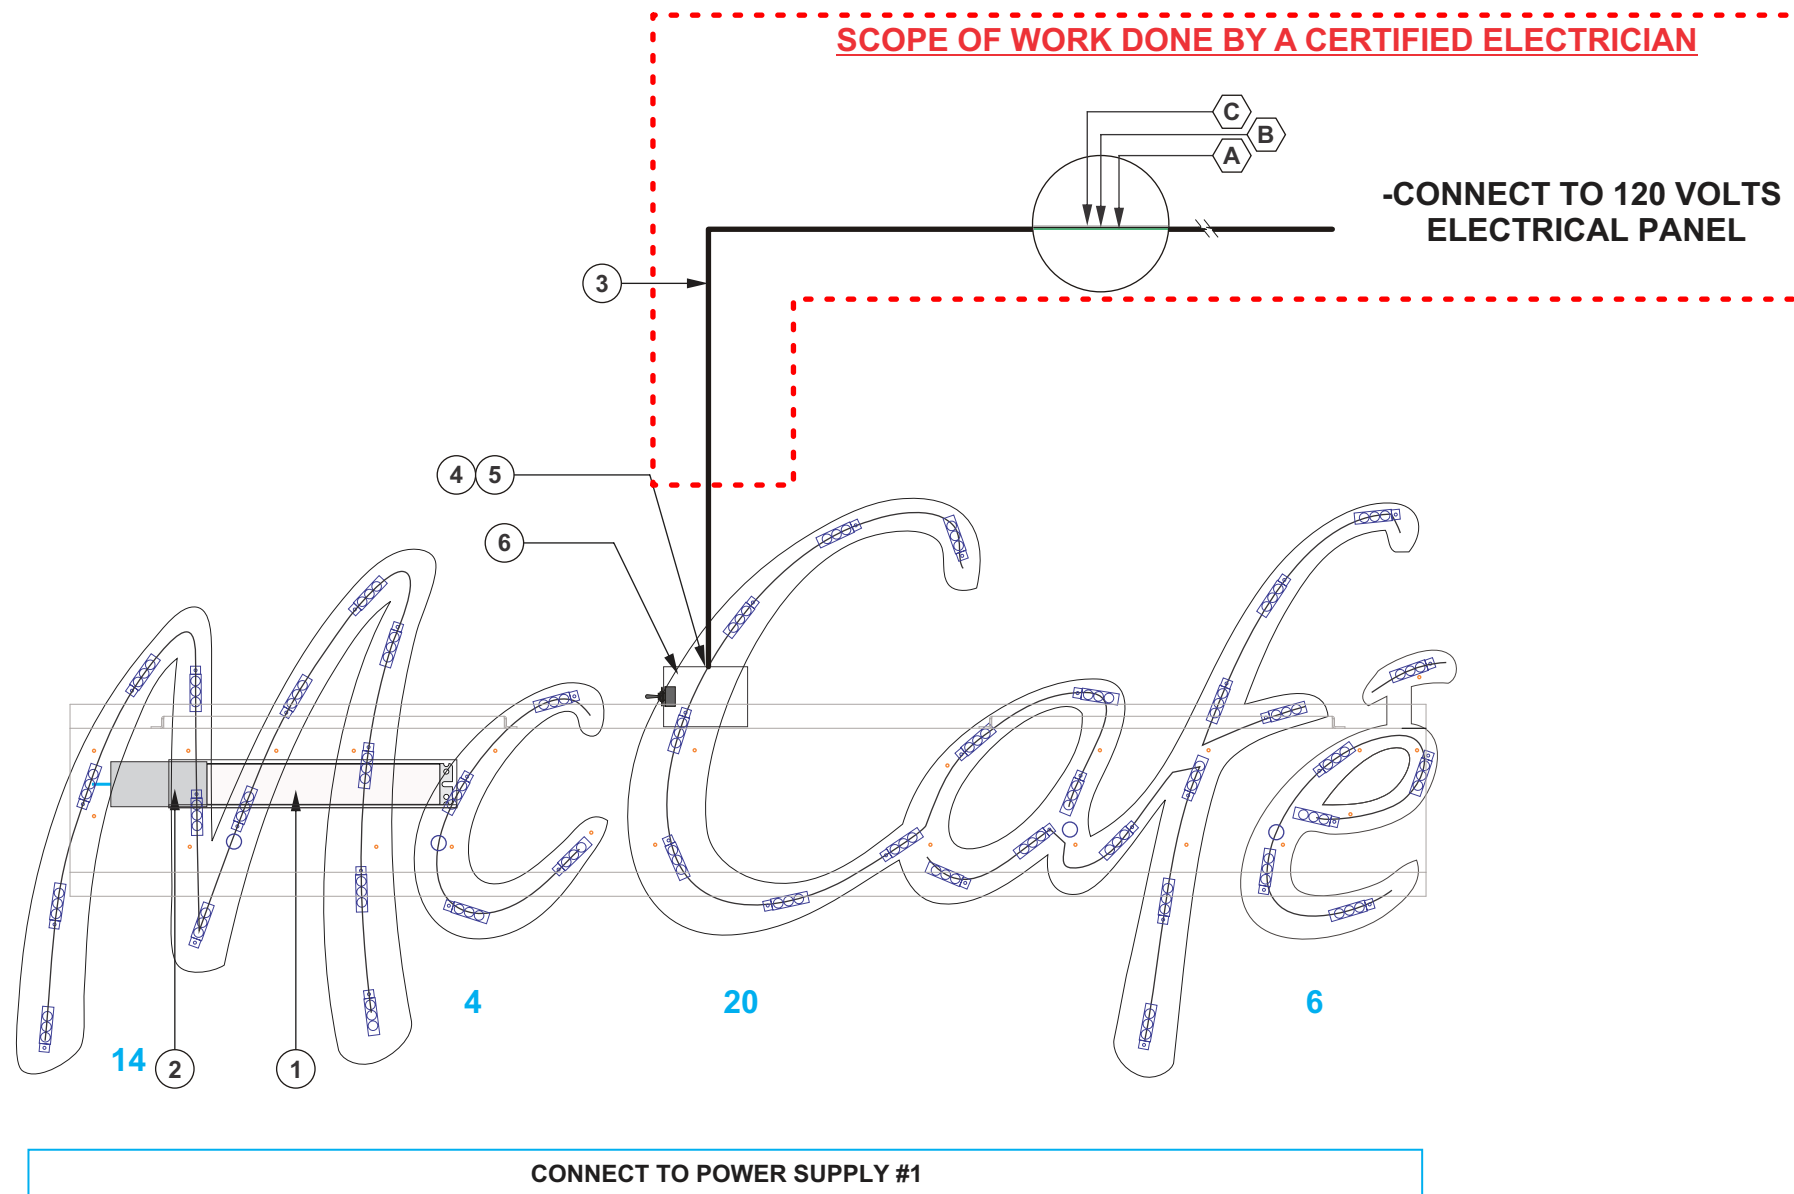 SCOPE OF WORK DONE BY A CERTIFIED ELECTRICIAN
C
B
A
-CONNECT TO 120 VOLTS
ELECTRICAL PANEL
3
4 5
6
McCafé
4
20
6
14
2
1
CONNECT TO POWER SUPPLY #1